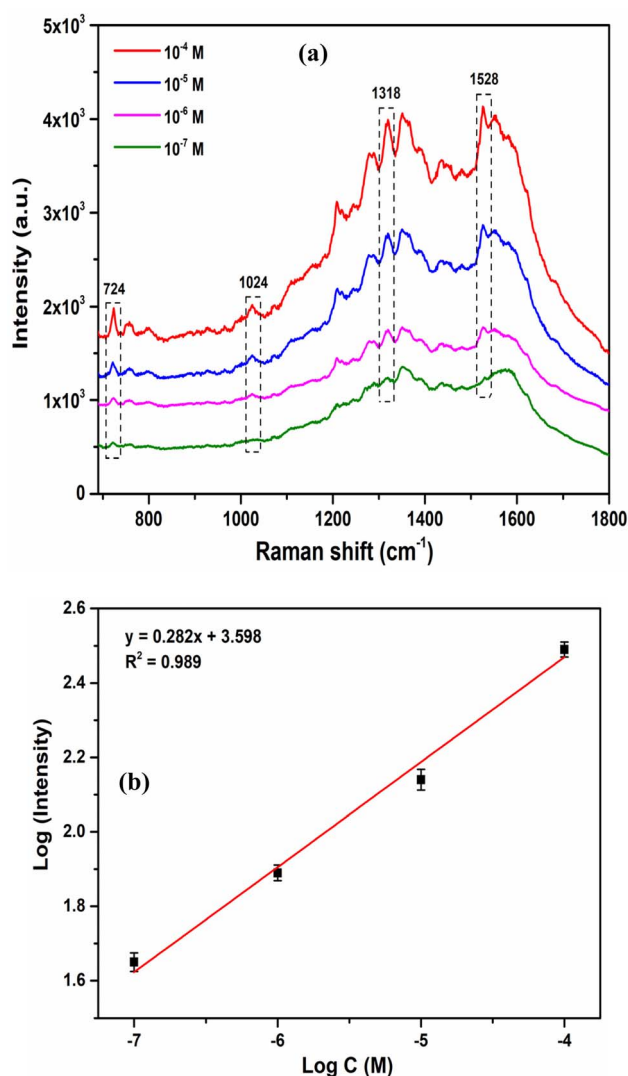 5x10³
(a)
10⁻⁴ M
10⁻⁵ M
10⁻⁶ M
10⁻⁷ M
1318
1528
4x10³
3x10³
2x10³
724
1024
1x10³
0
Intensity (a.u.)
800
1000
1200
1400
1600
1800
Raman shift (cm⁻¹)
2.6
y = 0.282x + 3.598
R² = 0.989
2.4
2.2
(b)
2.0
1.8
1.6
Log (Intensity)
-7
-6
-5
-4
Log C (M)